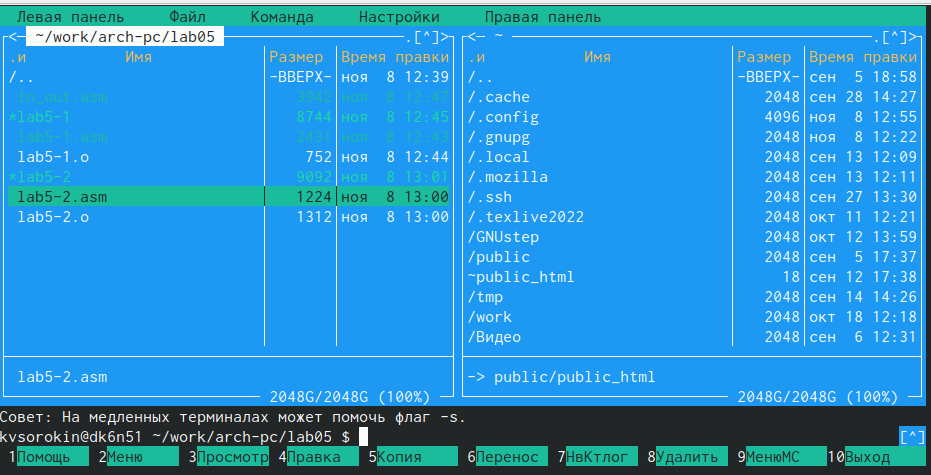 Левая панель Файл Команда Настройки Правая панель
<─ ~/work/arch-pc/lab05 .[^]> <─ ~ .[^]>
.и Имя Размер Время правки .и Имя Размер Время правки
/.. -ВВЕРХ- ноя 8 12:39 /.. -ВВЕРХ- сен 5 18:58
in_out.asm 3942 ноя 8 12:47 /.cache 2048 сен 28 14:27
*lab5-1 8744 ноя 8 12:45 /.config 4096 ноя 8 12:55
lab5-1.asm 2431 ноя 8 12:43 /.gnupg 2048 ноя 8 12:22
lab5-1.o 752 ноя 8 12:44 /.local 2048 сен 13 12:09
*lab5-2 9092 ноя 8 13:01 /.mozilla 2048 сен 13 12:11
lab5-2.asm 1224 ноя 8 13:00 /.ssh 2048 сен 27 13:30
lab5-2.o 1312 ноя 8 13:00 /.texlive2022 2048 окт 11 12:21
/GNUstep 2048 окт 12 13:59
/public 2048 сен 5 17:37
~public_html 18 сен 12 17:38
/tmp 2048 сен 14 14:26
/work 2048 окт 18 12:18
/Видео 2048 сен 6 12:31
lab5-2.asm -> public/public_html
2048G/2048G (100%) 2048G/2048G (100%)
Совет: На медленных терминалах может помочь флаг -s.
kvsorokin@dk6n51 ~/work/arch-pc/lab05 $ [^]
1Помощь 2Меню 3Просмотр 4Правка 5Копия 6Перенос 7НвКтлог 8Удалить 9МенюМС 10Выход